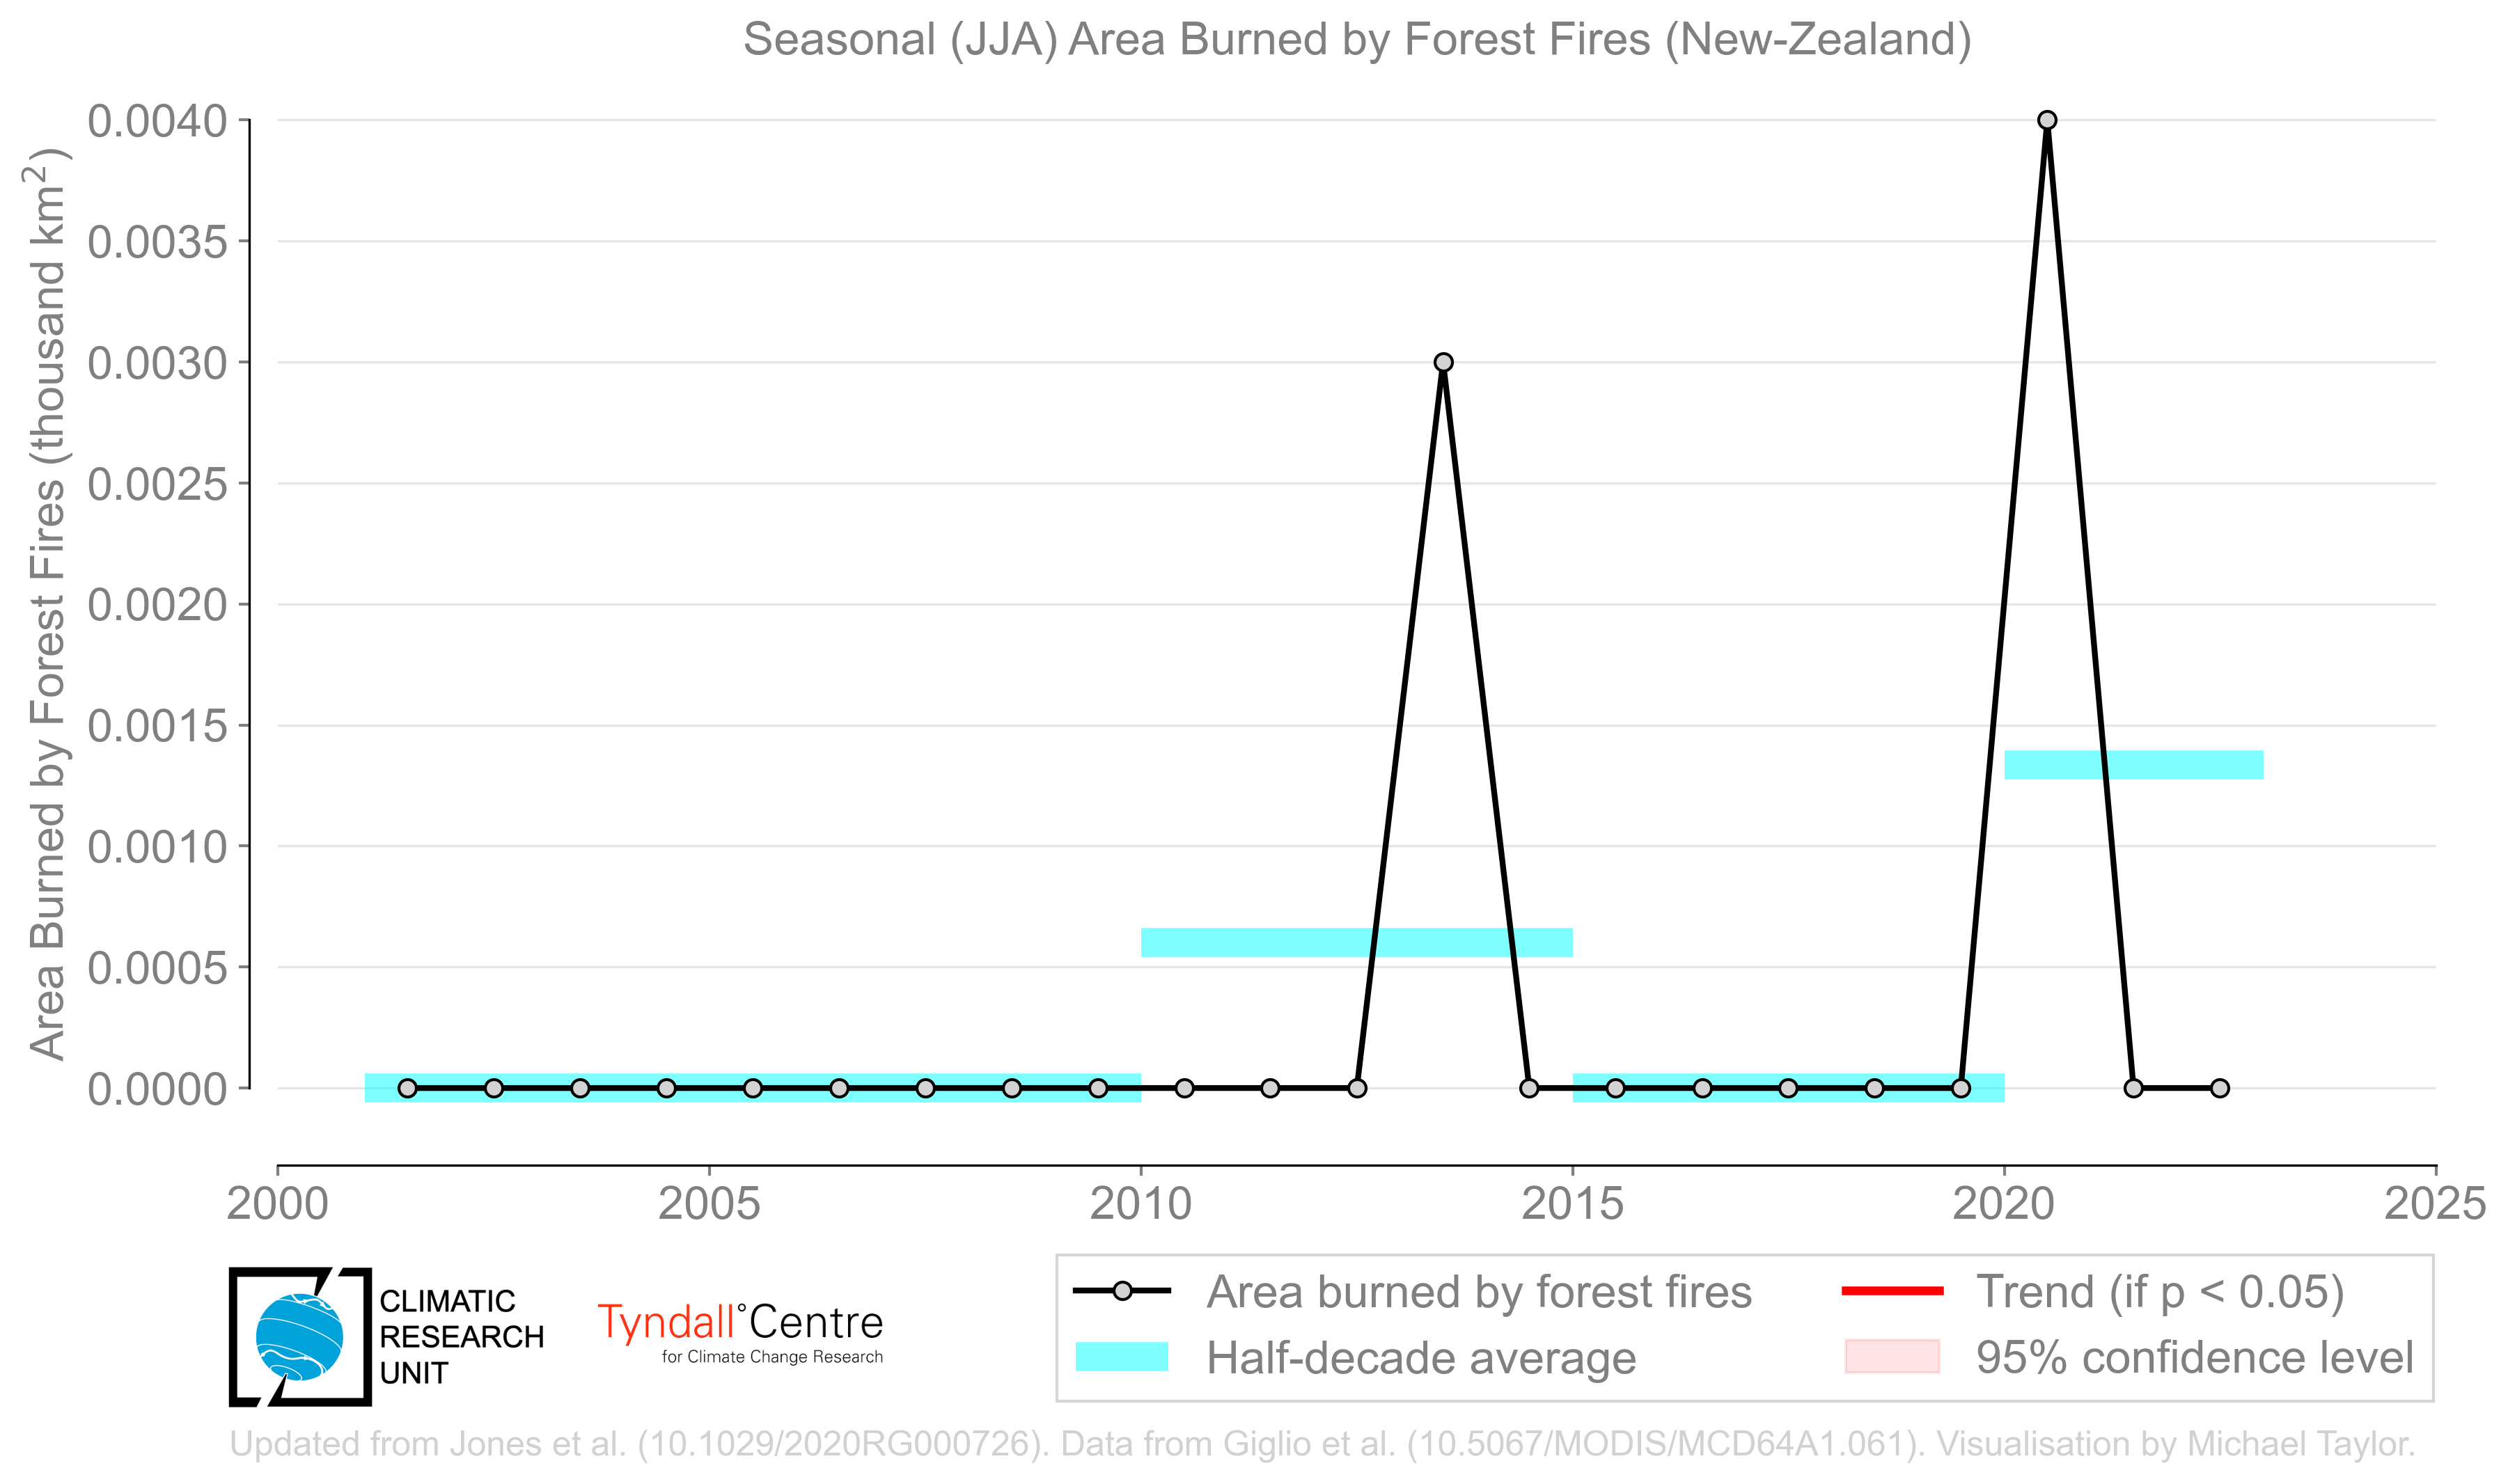 Seasonal (JJA) Area Burned by Forest Fires (New-Zealand)
Area Burned by Forest Fires (thousand km²)
0.0040
0.0035
0.0030
0.0025
0.0020
0.0015
0.0010
0.0005
0.0000
2000 2005 2010 2015 2020 2025
CLIMATIC
RESEARCH
UNIT
Tyndall°Centre
for Climate Change Research
Area burned by forest fires
Half-decade average
Trend (if p < 0.05)
95% confidence level
Updated from Jones et al. (10.1029/2020RG000726). Data from Giglio et al. (10.5067/MODIS/MCD64A1.061). Visualisation by Michael Taylor.